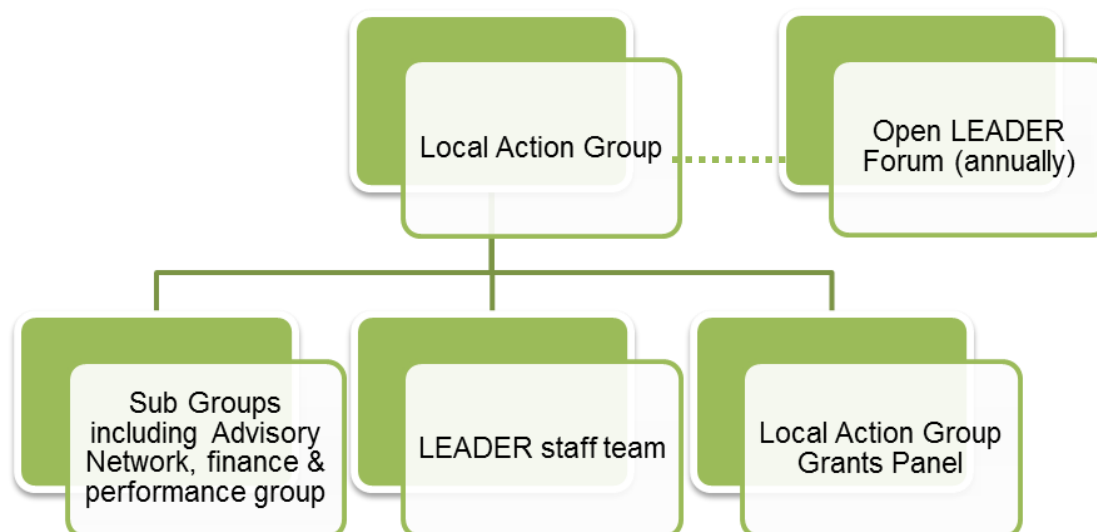 Local Action Group
Open LEADER
Forum (annually)
Sub Groups
including Advisory
Network, finance &
performance group
LEADER staff team
Local Action Group
Grants Panel